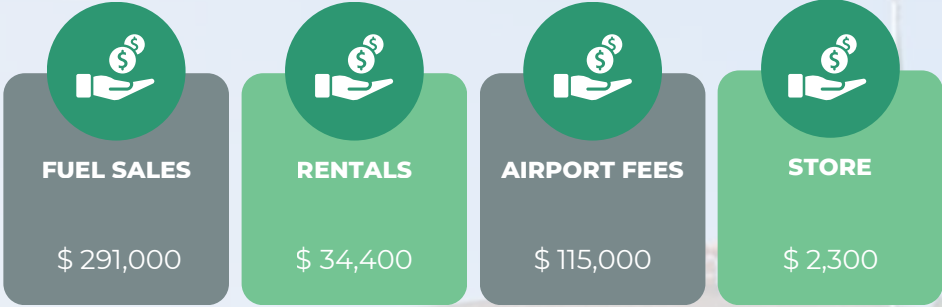 FUEL SALES
$ 291,000
RENTALS
$ 34,400
AIRPORT FEES
$ 115,000
STORE
$ 2,300